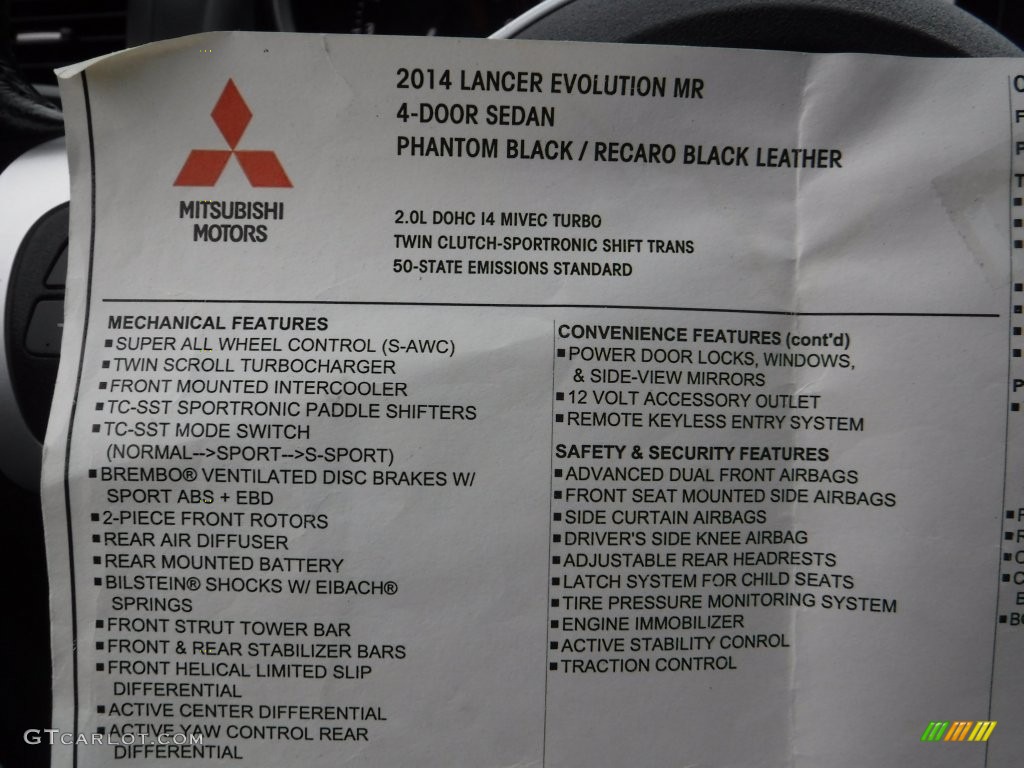 2014 LANCER EVOLUTION MR
4-DOOR SEDAN
PHANTOM BLACK / RECARO BLACK LEATHER
MITSUBISHI
MOTORS
2.0L DOHC I4 MIVEC TURBO
TWIN CLUTCH-SPORTRONIC SHIFT TRANS
50-STATE EMISSIONS STANDARD
MECHANICAL FEATURES
▪SUPER ALL WHEEL CONTROL (S-AWC)
▪TWIN SCROLL TURBOCHARGER
▪FRONT MOUNTED INTERCOOLER
▪TC-SST SPORTRONIC PADDLE SHIFTERS
▪TC-SST MODE SWITCH
(NORMAL-->SPORT-->S-SPORT)
▪BREMBO® VENTILATED DISC BRAKES W/
SPORT ABS + EBD
▪2-PIECE FRONT ROTORS
▪REAR AIR DIFFUSER
▪REAR MOUNTED BATTERY
▪BILSTEIN® SHOCKS W/ EIBACH®
SPRINGS
▪FRONT STRUT TOWER BAR
▪FRONT & REAR STABILIZER BARS
▪FRONT HELICAL LIMITED SLIP
DIFFERENTIAL
▪ACTIVE CENTER DIFFERENTIAL
▪ACTIVE YAW CONTROL REAR
DIFFERENTIAL
CONVENIENCE FEATURES (cont'd)
▪POWER DOOR LOCKS, WINDOWS,
& SIDE-VIEW MIRRORS
▪12 VOLT ACCESSORY OUTLET
▪REMOTE KEYLESS ENTRY SYSTEM
SAFETY & SECURITY FEATURES
▪ADVANCED DUAL FRONT AIRBAGS
▪FRONT SEAT MOUNTED SIDE AIRBAGS
▪SIDE CURTAIN AIRBAGS
▪DRIVER'S SIDE KNEE AIRBAG
▪ADJUSTABLE REAR HEADRESTS
▪LATCH SYSTEM FOR CHILD SEATS
▪TIRE PRESSURE MONITORING SYSTEM
▪ENGINE IMMOBILIZER
▪ACTIVE STABILITY CONROL
▪TRACTION CONTROL
GTCARLOT.COM